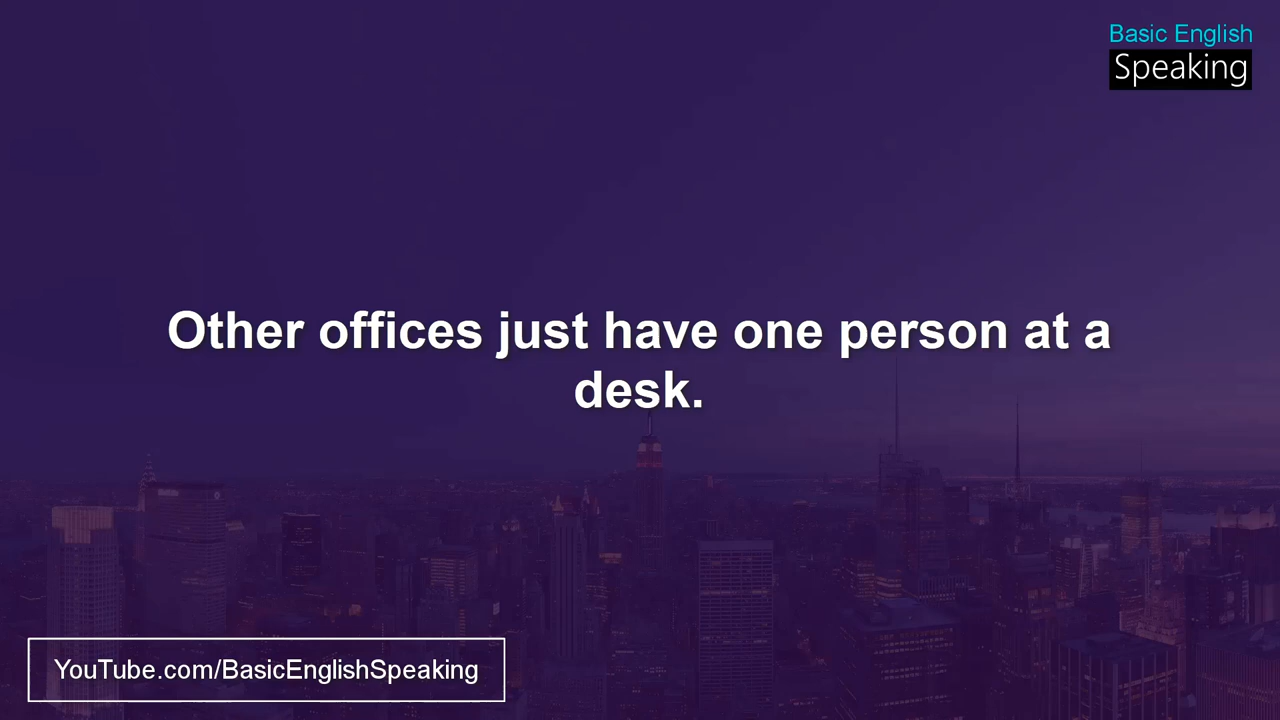 Basic English
Speaking
Other offices just have one person at a
desk.
YouTube.com/BasicEnglishSpeaking